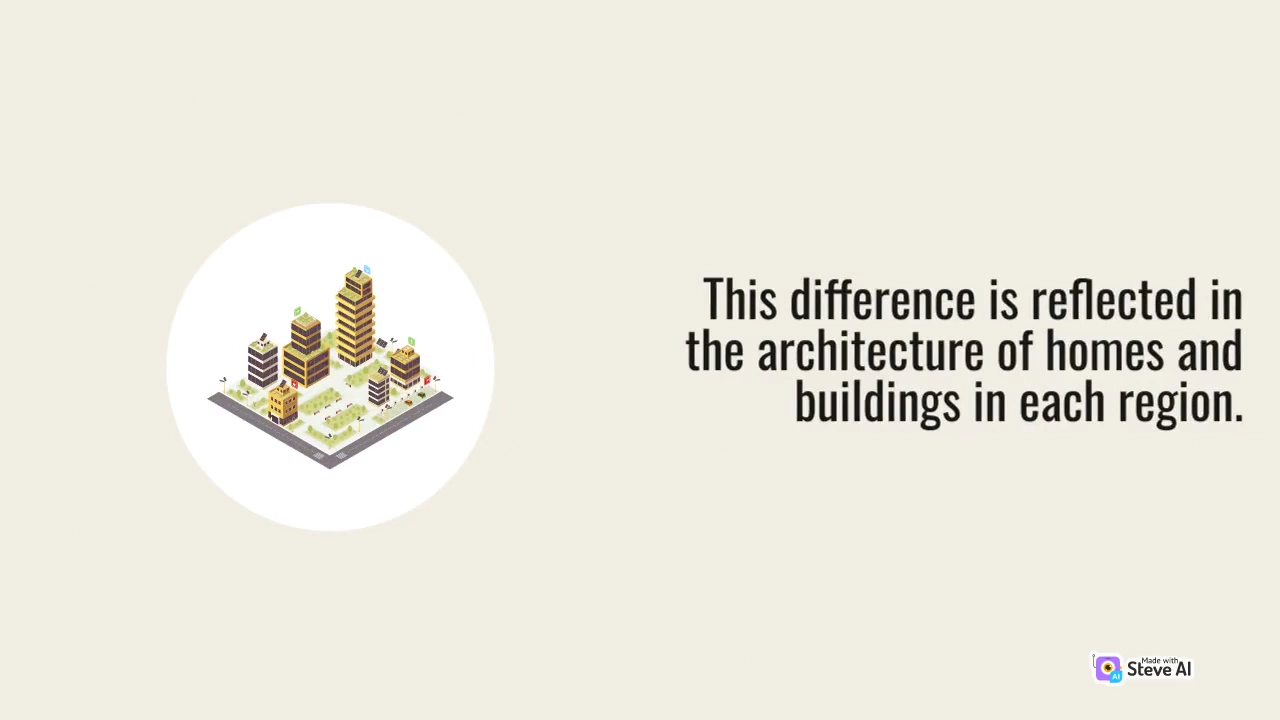 This difference is reflected in
the architecture of homes and
buildings in each region.
Made with
Steve AI